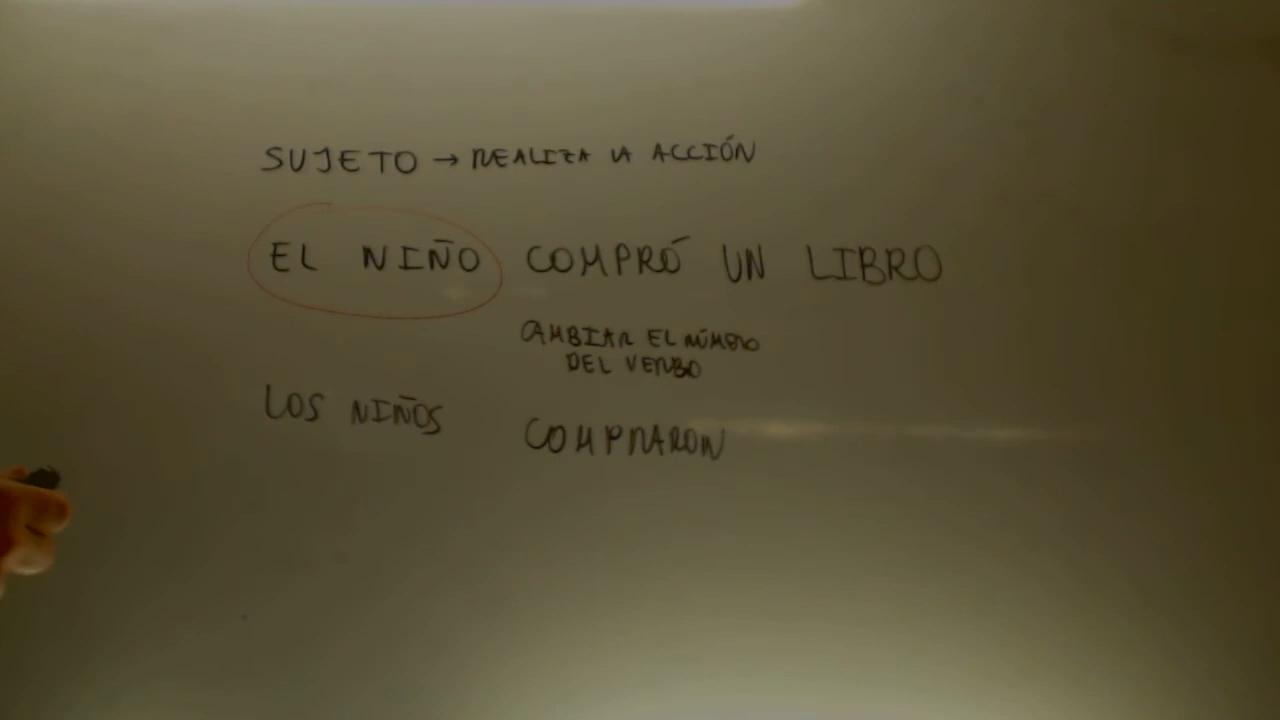 SUJETO → REALIZA LA ACCIÓN
EL NIÑO COMPRÓ UN LIBRO
CAMBIAR EL NÚMERO
DEL VERBO
LOS NIÑOS COMPRARON